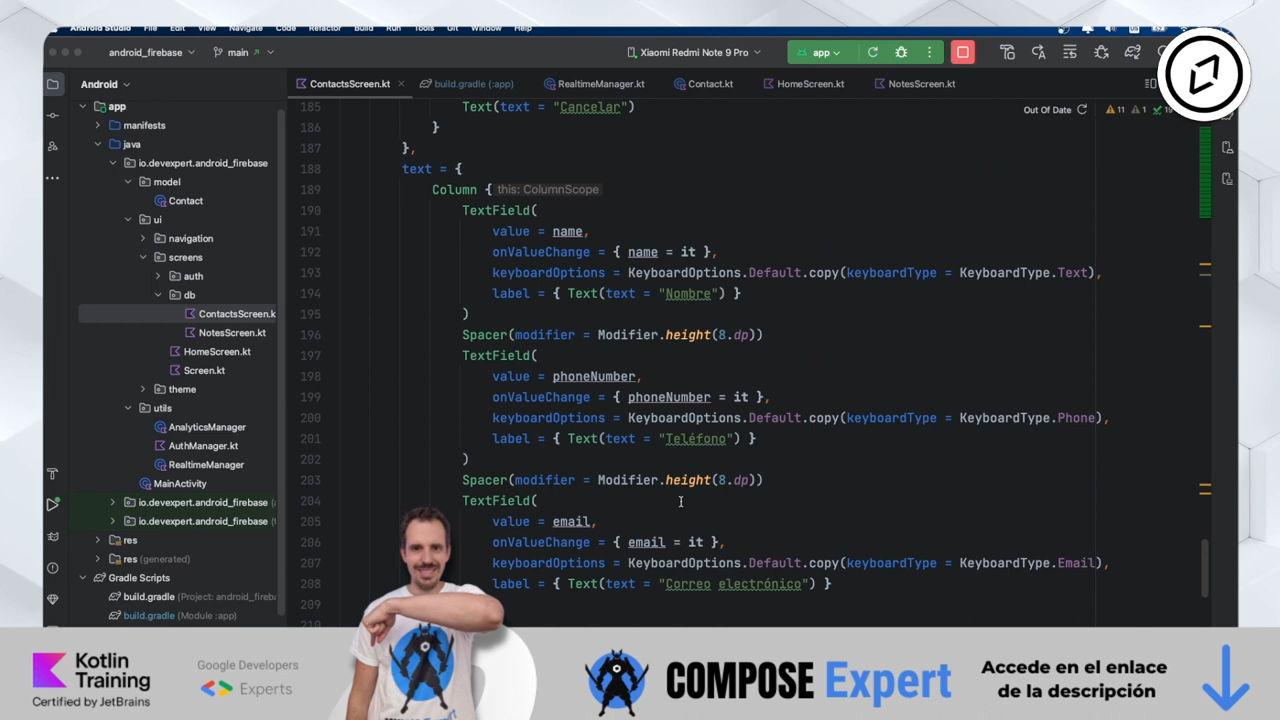 Android Studio File Edit View Navigate Code Refactor Build Run Tools Git Window Help
android_firebase main Xiaomi Redmi Note 9 Pro app
Android ContactsScreen.kt build.gradle (:app) RealtimeManager.kt Contact.kt HomeScreen.kt NotesScreen.kt
Out Of Date 11 1
app
manifests
java
io.devexpert.android_firebase
model
Contact
ui
navigation
screens
auth
db
ContactsScreen.k
NotesScreen.kt
HomeScreen.kt
Screen.kt
theme
utils
AnalyticsManager
AuthManager.kt
RealtimeManager
MainActivity
io.devexpert.android_firebase
io.devexpert.android_firebase
res
res (generated)
Gradle Scripts
build.gradle (Project: android_fireba
build.gradle (Module :app)
185 Text(text = "Cancelar")
186 }
187 },
188 text = {
189 Column { this: ColumnScope
190 TextField(
191 value = name,
192 onValueChange = { name = it },
193 keyboardOptions = KeyboardOptions.Default.copy(keyboardType = KeyboardType.Text),
194 label = { Text(text = "Nombre") }
195 )
196 Spacer(modifier = Modifier.height(8.dp))
197 TextField(
198 value = phoneNumber,
199 onValueChange = { phoneNumber = it },
200 keyboardOptions = KeyboardOptions.Default.copy(keyboardType = KeyboardType.Phone),
201 label = { Text(text = "Teléfono") }
202 )
203 Spacer(modifier = Modifier.height(8.dp))
204 TextField(
205 value = email,
206 onValueChange = { email = it },
207 keyboardOptions = KeyboardOptions.Default.copy(keyboardType = KeyboardType.Email),
208 label = { Text(text = "Correo electrónico") }
209
210
Kotlin
Training
Certified by JetBrains
Google Developers
Experts
COMPOSE Expert
Accede en el enlace
de la descripción